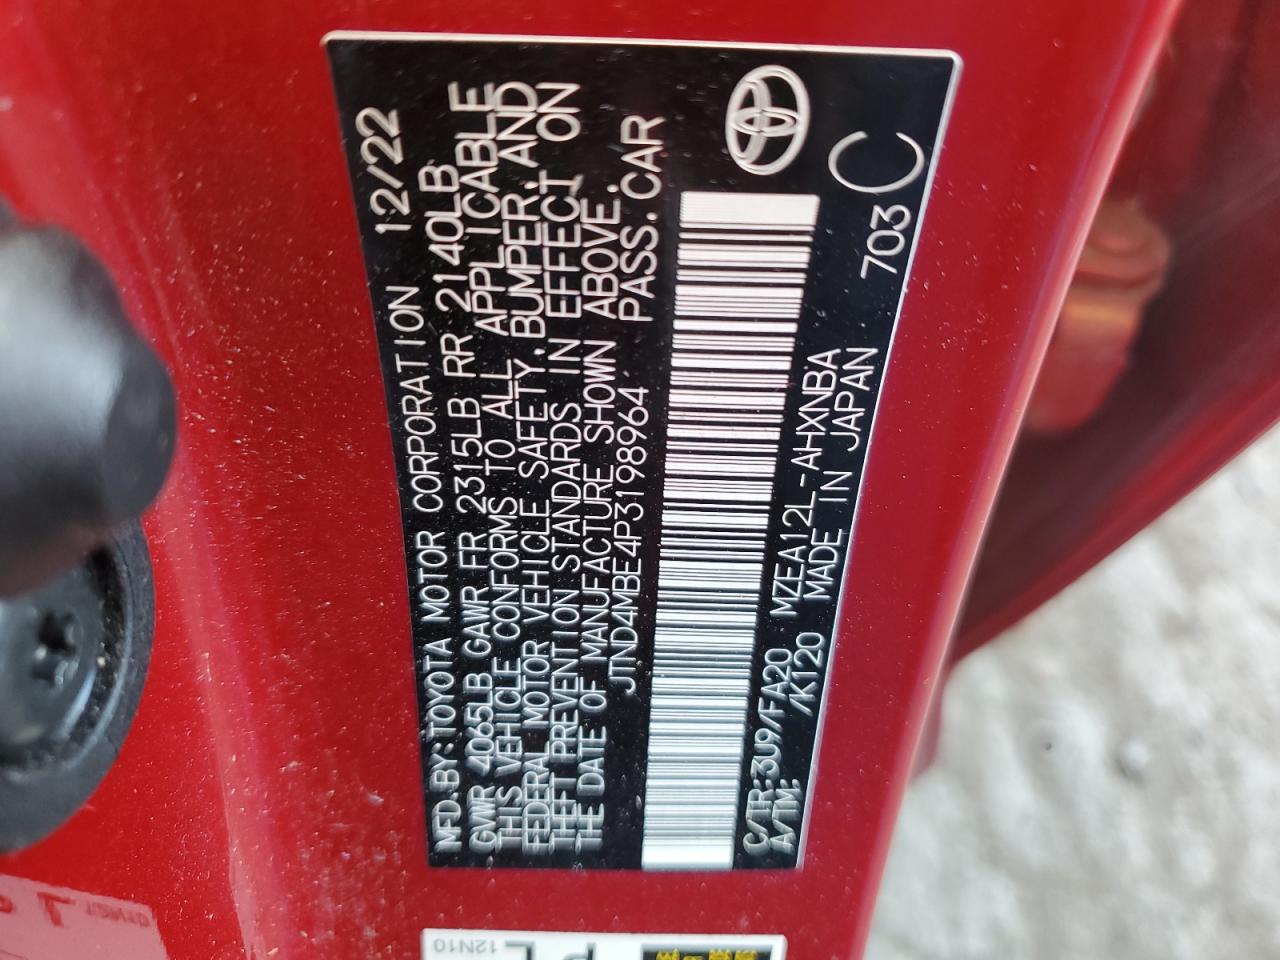 MFD.BY:TOYOTA MOTOR CORPORATION 12/22
GVWR 4065LB GAWR FR 2315LB RR 2140LB
THIS VEHICLE CONFORMS TO ALL APPLICABLE
FEDERAL MOTOR VEHICLE SAFETY,BUMPER,AND
THEFT PREVENTION STANDARDS IN EFFECT ON
THE DATE OF MANUFACTURE SHOWN ABOVE.
JTND4MBE4P3198964 PASS.CAR
C/TR:3U9/FA20 MZEA12L-AHXNBA 703 C
A/TM: /K120 MADE IN JAPAN
12N10